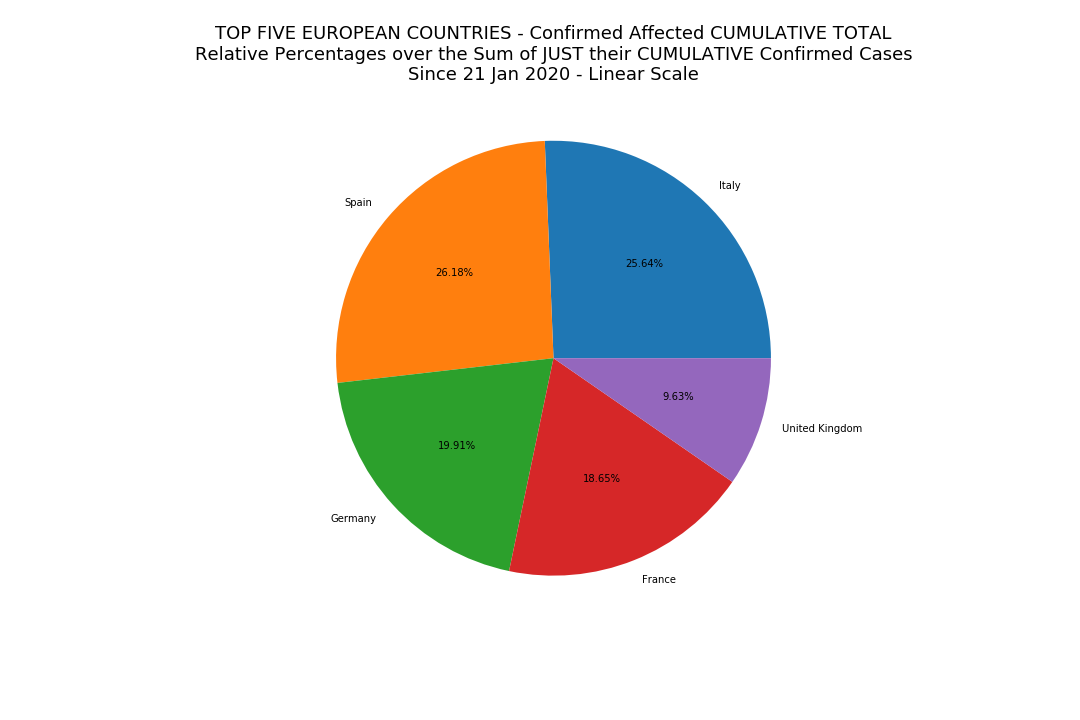 TOP FIVE EUROPEAN COUNTRIES - Confirmed Affected CUMULATIVE TOTAL
Relative Percentages over the Sum of JUST their CUMULATIVE Confirmed Cases
Since 21 Jan 2020 - Linear Scale
Italy
Spain
25.64%
26.18%
9.63%
United Kingdom
19.91%
18.65%
Germany
France